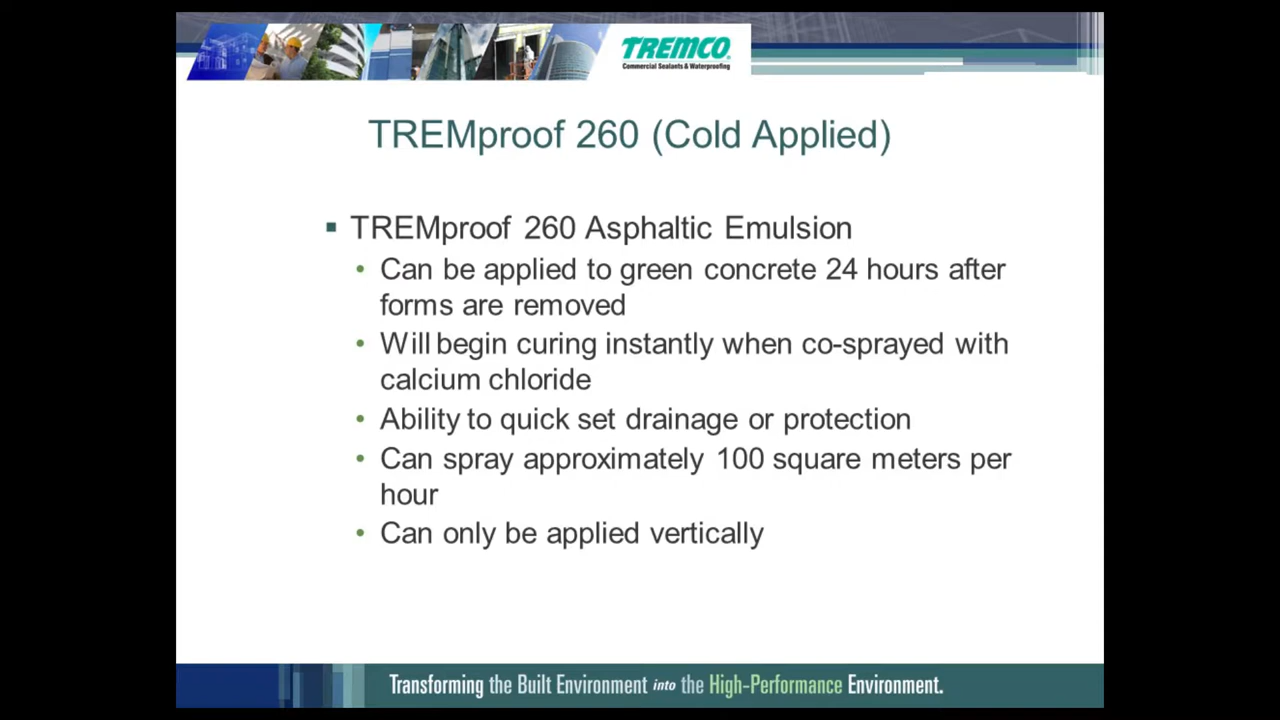 TREMCO
Commercial Sealants & Waterproofing
TREMproof 260 (Cold Applied)
▪ TREMproof 260 Asphaltic Emulsion
• Can be applied to green concrete 24 hours after
forms are removed
• Will begin curing instantly when co-sprayed with
calcium chloride
• Ability to quick set drainage or protection
• Can spray approximately 100 square meters per
hour
• Can only be applied vertically
Transforming the Built Environment into the High-Performance Environment.